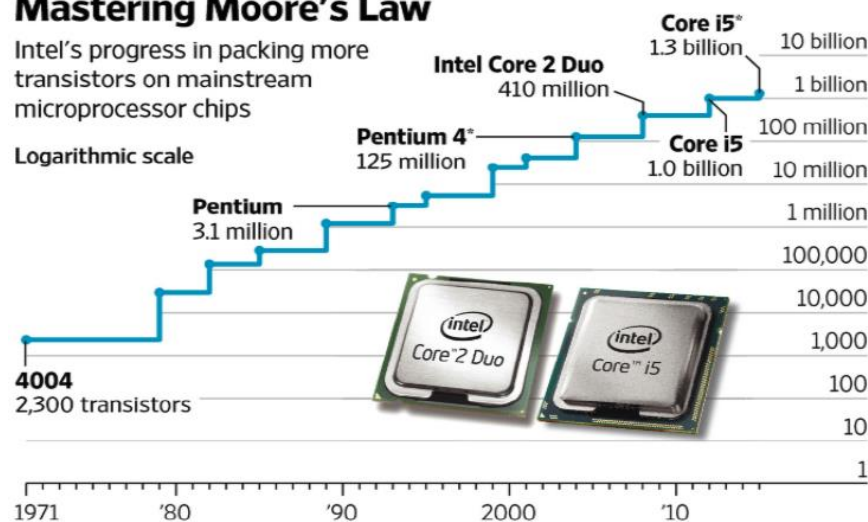 Mastering Moore's Law
Intel's progress in packing more
transistors on mainstream
microprocessor chips
Logarithmic scale
Core i5*
1.3 billion
Intel Core 2 Duo
410 million
Pentium 4*
125 million
Core i5
1.0 billion
Pentium
3.1 million
4004
2,300 transistors
10 billion
1 billion
100 million
10 million
1 million
100,000
10,000
1,000
100
10
1
intel
Core™2 Duo
intel
Core™ i5
1971 '80 '90 2000 '10